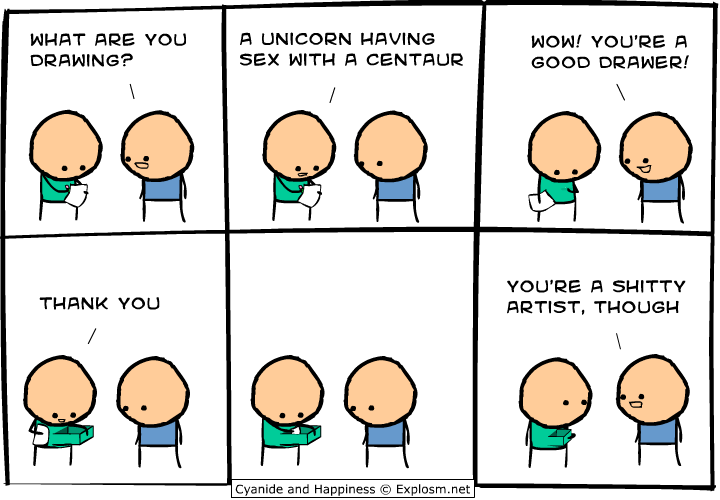 WHAT ARE YOU
DRAWING?
A UNICORN HAVING
SEX WITH A CENTAUR
WOW! YOU'RE A
GOOD DRAWER!
THANK YOU
YOU'RE A SHITTY
ARTIST, THOUGH
Cyanide and Happiness © Explosm.net